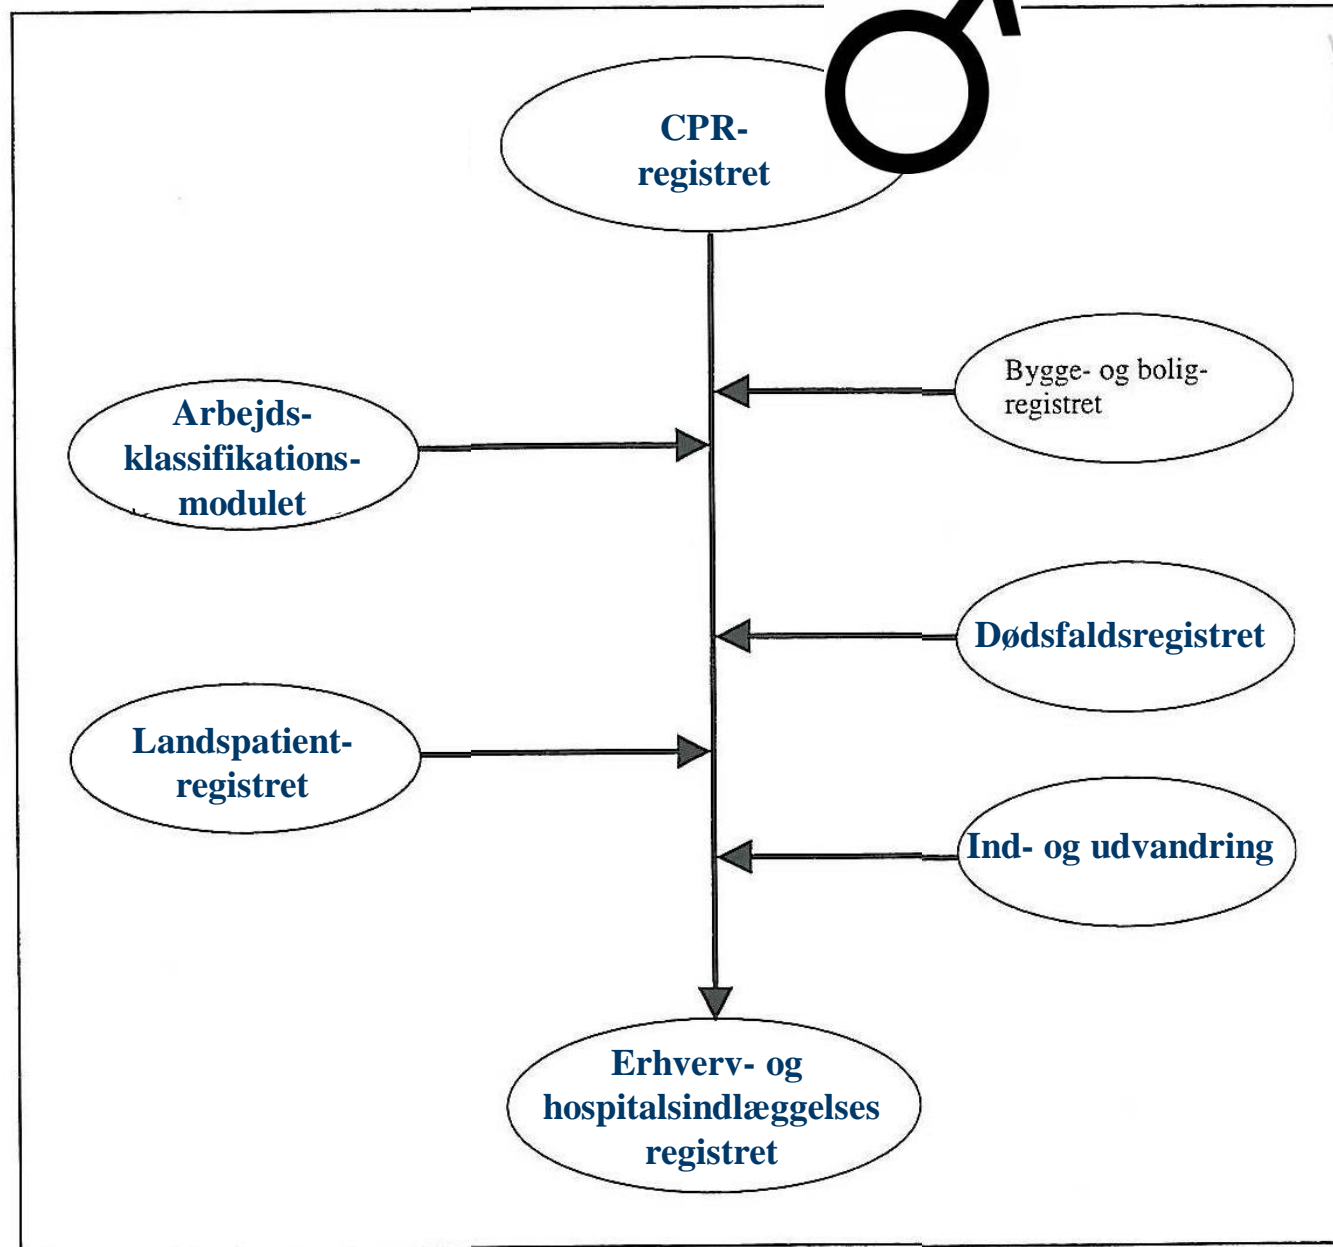 CPR-
registret
Bygge- og bolig-
registret
Arbejds-
klassifikations-
modulet
Dødsfaldsregistret
Landspatient-
registret
Ind- og udvandring
Erhverv- og
hospitalsindlæggelses
registret